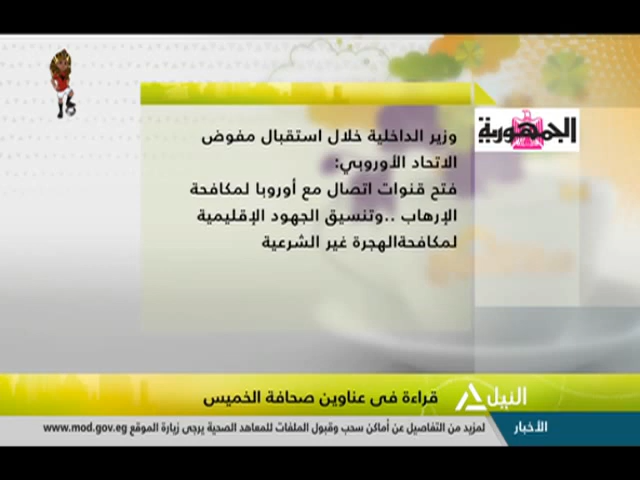 الجمهورية
وزير الداخلية خلال استقبال مفوض
الاتحاد الأوروبي:
فتح قنوات اتصال مع أوروبا لمكافحة
الإرهاب ..وتنسيق الجهود الإقليمية
لمكافحةالهجرة غير الشرعية
النيل
قراءة فى عناوين صحافة الخميس
الأخبار
لمزيد من التفاصيل عن أماكن سحب وقبول الملفات للمعاهد الصحية يرجى زيارة الموقع www.mod.gov.eg